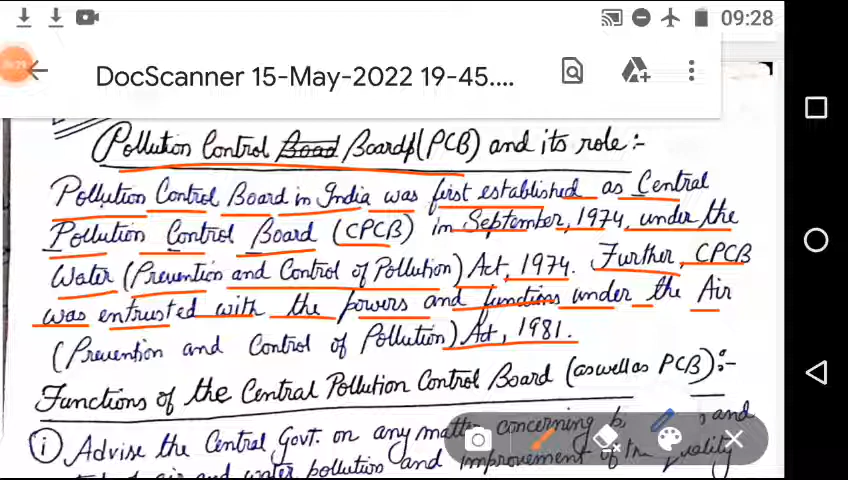 09:28
DocScanner 15-May-2022 19-45....
Pollution Control Board (PCB) and its role:-
Pollution Control Board in India was first established as Central
Pollution Control Board (CPCB) in September, 1974, under the
Water (Prevention and Control of Pollution) Act, 1974. Further, CPCB
was entrusted with the powers and functions under the Air
(Prevention and Control of Pollution) Act, 1981.
Functions of the Central Pollution Control Board (as well as PCB):-
(i) Advise the Central Govt. on any matter concerning and
of air and water pollution and improvement of the quality